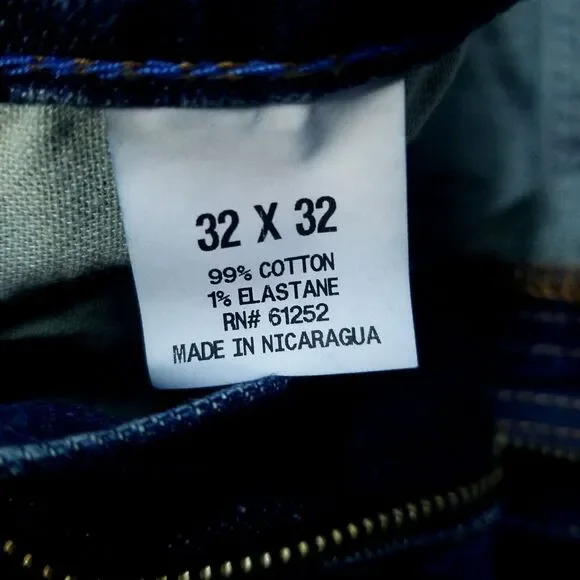 32 X 32
99% COTTON
1% ELASTANE
RN# 61252
MADE IN NICARAGUA